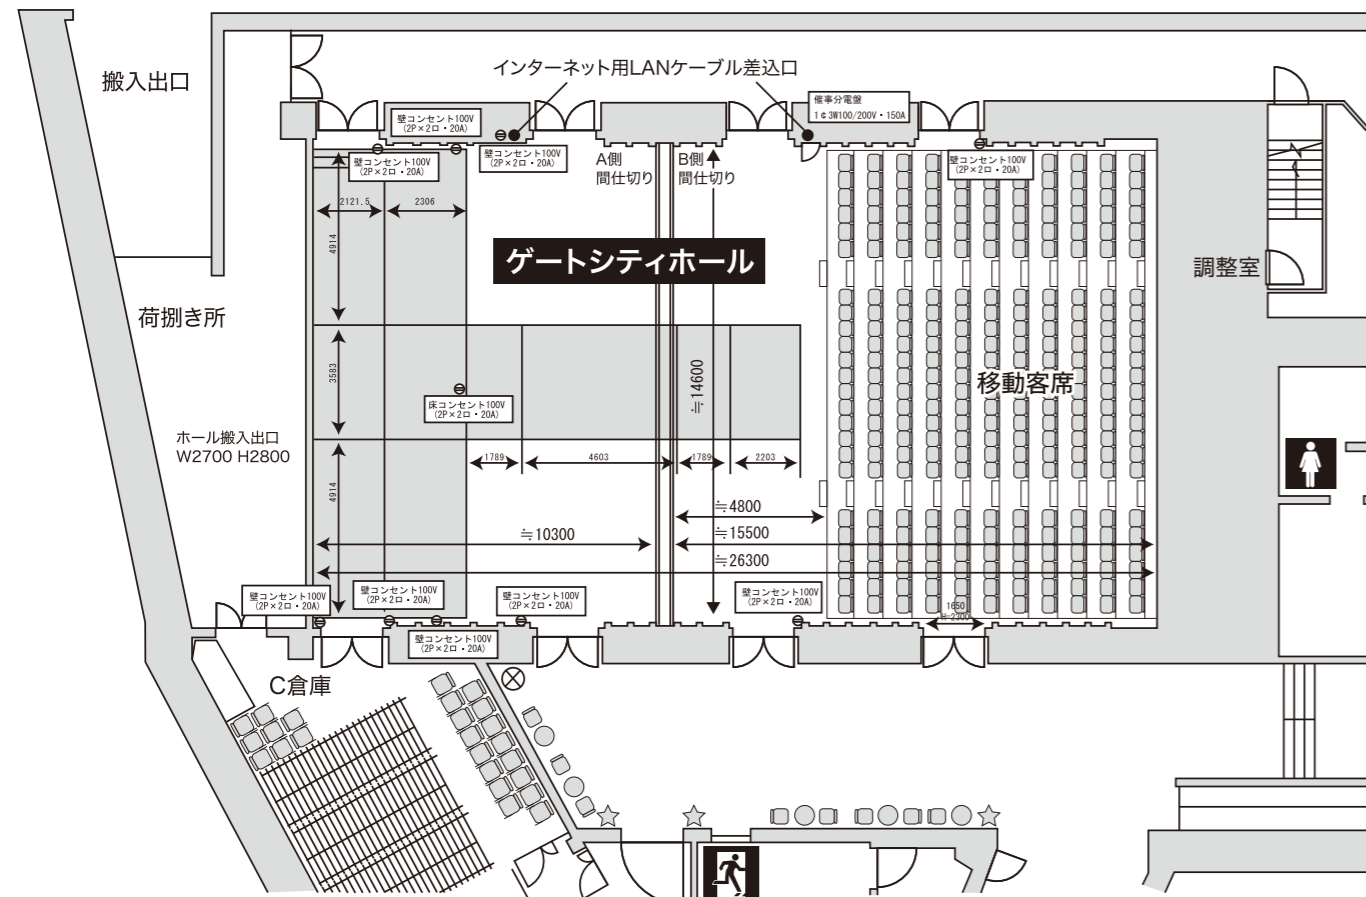 搬入出口
インターネット用LANケーブル差込口
催事分電盤
1¢3W100/200V・150A
壁コンセント100V
(2P×2ロ・20A)
壁コンセント100V
(2P×2ロ・20A)
壁コンセント100V
(2P×2ロ・20A)
A側
間仕切り
B側
間仕切り
壁コンセント100V
(2P×2ロ・20A)
2121.5
2306
4914
ゲートシティホール
調整室
荷捌き所
3583
≒14600
移動客席
床コンセント100V
(2P×2ロ・20A)
ホール搬入出口
W2700 H2800
1789
4603
1789
2203
4914
≒4800
≒10300
≒15500
≒26300
壁コンセント100V
(2P×2ロ・20A)
壁コンセント100V
(2P×2ロ・20A)
壁コンセント100V
(2P×2ロ・20A)
壁コンセント100V
(2P×2ロ・20A)
1650
H=2300
壁コンセント100V
(2P×2ロ・20A)
C倉庫